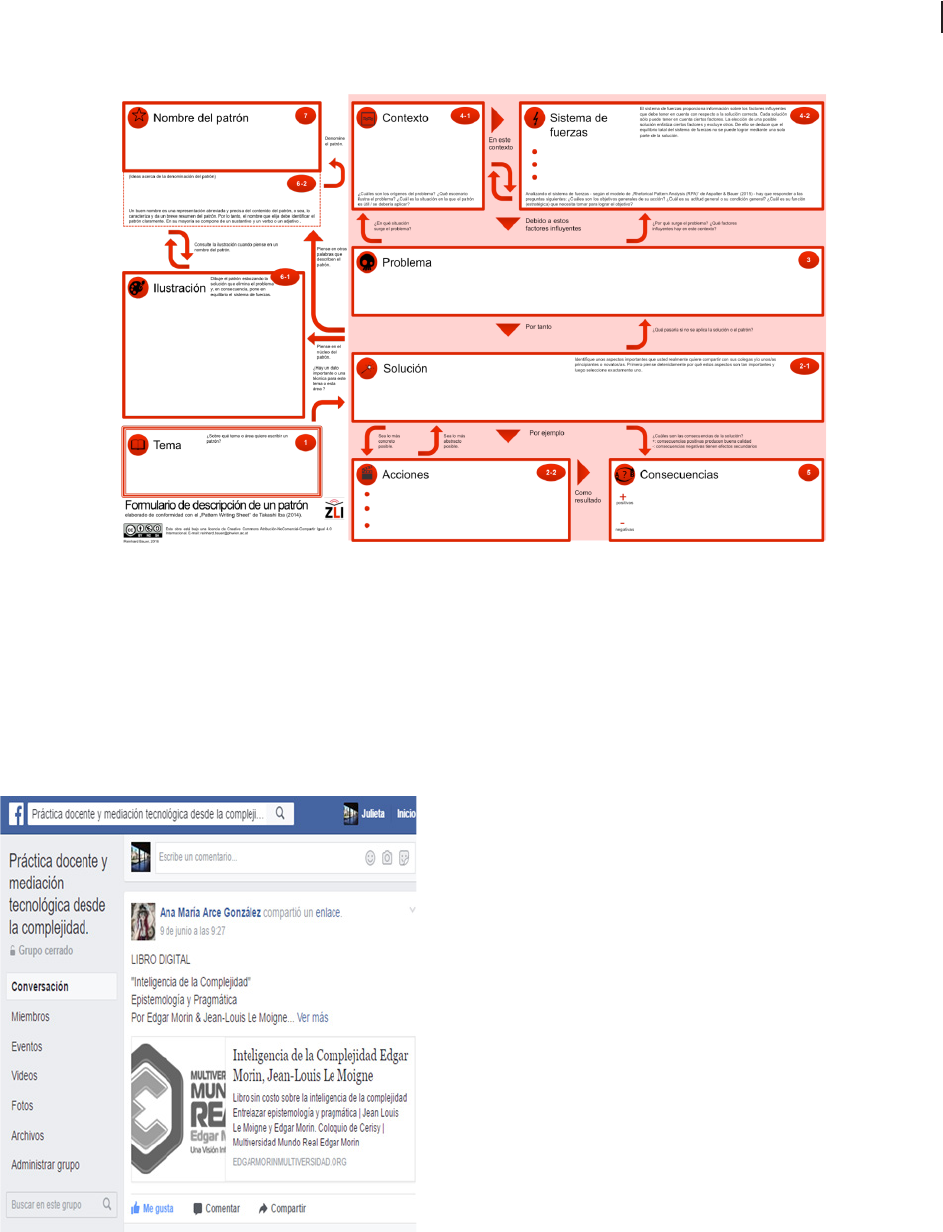 Nombre del patrón
7
Denomine
al patrón.
(Ideas acerca de la denominación del patrón)
6-2
Un buen nombre es una representación abreviada y precisa del contenido del patrón, o sea, lo
caracteriza y da un breve resumen del patrón. Por lo tanto, el nombre que elija debe identificar el
patrón claramente. En su mayoría se compone de un sustantivo y un verbo o un adjetivo.
Consulte la ilustración cuando piense en un
nombre del patrón.
Piense en otras
palabras que
describen el
patrón.
Ilustración
6-1
Dibuje el patrón esbozando la
solución que elimina el problema
y, en consecuencia, pone en
equilibrio el sistema de fuerzas.
Piense en el
núcleo del
patrón.
¿Hay un dato
importante o una
técnica para este
tema o esta
área?
Tema
¿Sobre qué tema o área quiere escribir un
patrón?
1
Formulario de descripción de un patrón
elaborado de conformidad con el „Pattern Writing Sheet" de Takashi Iba (2014).
ZLI
Esta obra está bajo una licencia de Creative Commons Atribución-NoComercial-Compartir Igual 4.0
Internacional. E-mail:
Reinhard Bauer, 2016
Contexto
4-1
¿Cuáles son los orígenes del problema? ¿Qué escenario
ilustra el problema? ¿Cuál es la situación en la que el patrón
es útil / se debería aplicar?
En este
contexto
Sistema de
fuerzas
4-2
El sistema de fuerzas proporciona información sobre los factores influyentes
que debe tener en cuenta con respecto a la solución correcta. Cada solución
sólo puede tener en cuenta ciertos factores. La elección de una posible
solución enfatiza ciertos factores y excluye otros. De ello se deduce que el
equilibrio total del sistema de fuerzas no se puede lograr mediante una sola
parte de la solución.
Analizando el sistema de fuerzas - según el modelo de „Rhetorical Pattern Analysis (RPA)" de & Bauer (2015) - hay que responder a las
preguntas siguientes: ¿Cuáles son los objetivos generales de su acción? ¿Cuál es su actitud general o su condición general? ¿Cuál es su función
estratégica que necesita tomar para lograr el objetivo?
¿En qué situación
surge el problema?
Debido a estos
factores influyentes
¿Por qué surge el problema? ¿Qué factores
influyentes hay en este contexto?
Problema
3
Por tanto
¿Qué pasaría si no se aplica la solución o el patrón?
Solución
2-1
Identifique unos aspectos importantes que usted realmente quiere compartir con sus colegas y/o unos/as
principiantes o novatos/as. Primero piense detenidamente por qué estos aspectos son tan importantes y
luego seleccione exactamente uno.
Sea lo más
concreto
posible.
Sea lo más
abstracto
posible.
Por ejemplo
¿Cuáles son las consecuencias de la solución?
+: consecuencias positivas producen buena calidad
-: consecuencias negativas tienen efectos secundarios
Acciones
2-2
Como
resultado
Consecuencias
5
+
positivas
-
negativas
Práctica docente y mediación tecnológica desde la compleji...
Julieta
Inicio
Práctica docente y
mediación
tecnológica desde
la complejidad.
Grupo cerrado
Conversación
Miembros
Eventos
Videos
Fotos
Archivos
Administrar grupo
Buscar en este grupo
Escribe un comentario...
Ana María Arce González compartió un enlace.
9 de junio a las 9:27
LIBRO DIGITAL
"Inteligencia de la Complejidad"
Epistemología y Pragmática
Por Edgar Morin & Jean-Louis Le Moigne... Ver más
MULTIVER
MUN
REA
Edgar M
Una Visión Int
Inteligencia de la Complejidad Edgar
Morin, Jean-Louis Le Moigne
Libro sin costo sobre la inteligencia de la complejidad
Entrelazar epistemología y pragmática | Jean Louis
Le Moigne y Edgar Morin. Coloquio de Cerisy |
Multiversidad Mundo Real Edgar Morin
EDGARMORINMULTIVERSIDAD.ORG
Me gusta
Comentar
Compartir